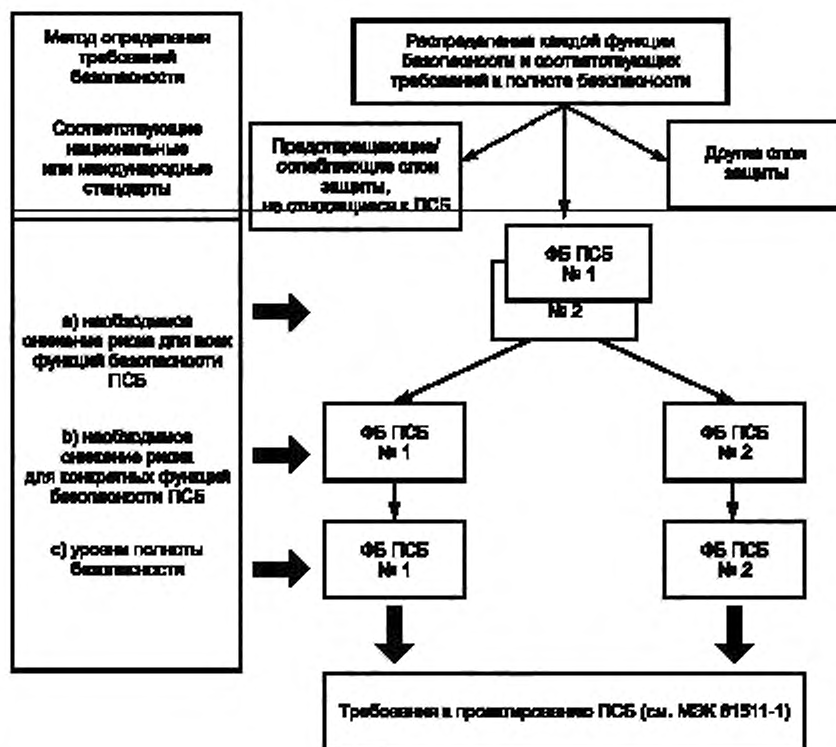 Метод определения
требований
безопасности
Соответствующие
национальные
или международные
стандарты
Распределение каждой функции
безопасности и соответствующих
требований к полноте безопасности
Предотвращающие/
ослабляющие слои
защиты,
не относящиеся к ПСБ
Другие слои
защиты
ФБ ПСБ
№ 1
№ 2
a) необходимое
снижение риска для всех
функций безопасности
ПСБ
b) необходимое
снижение риска
для конкретных функций
безопасности ПСБ
c) уровни полноты
безопасности
ФБ ПСБ
№ 1
ФБ ПСБ
№ 2
ФБ ПСБ
№ 1
ФБ ПСБ
№ 2
Требования к проектированию ПСБ (см. МЭК 61511-1)